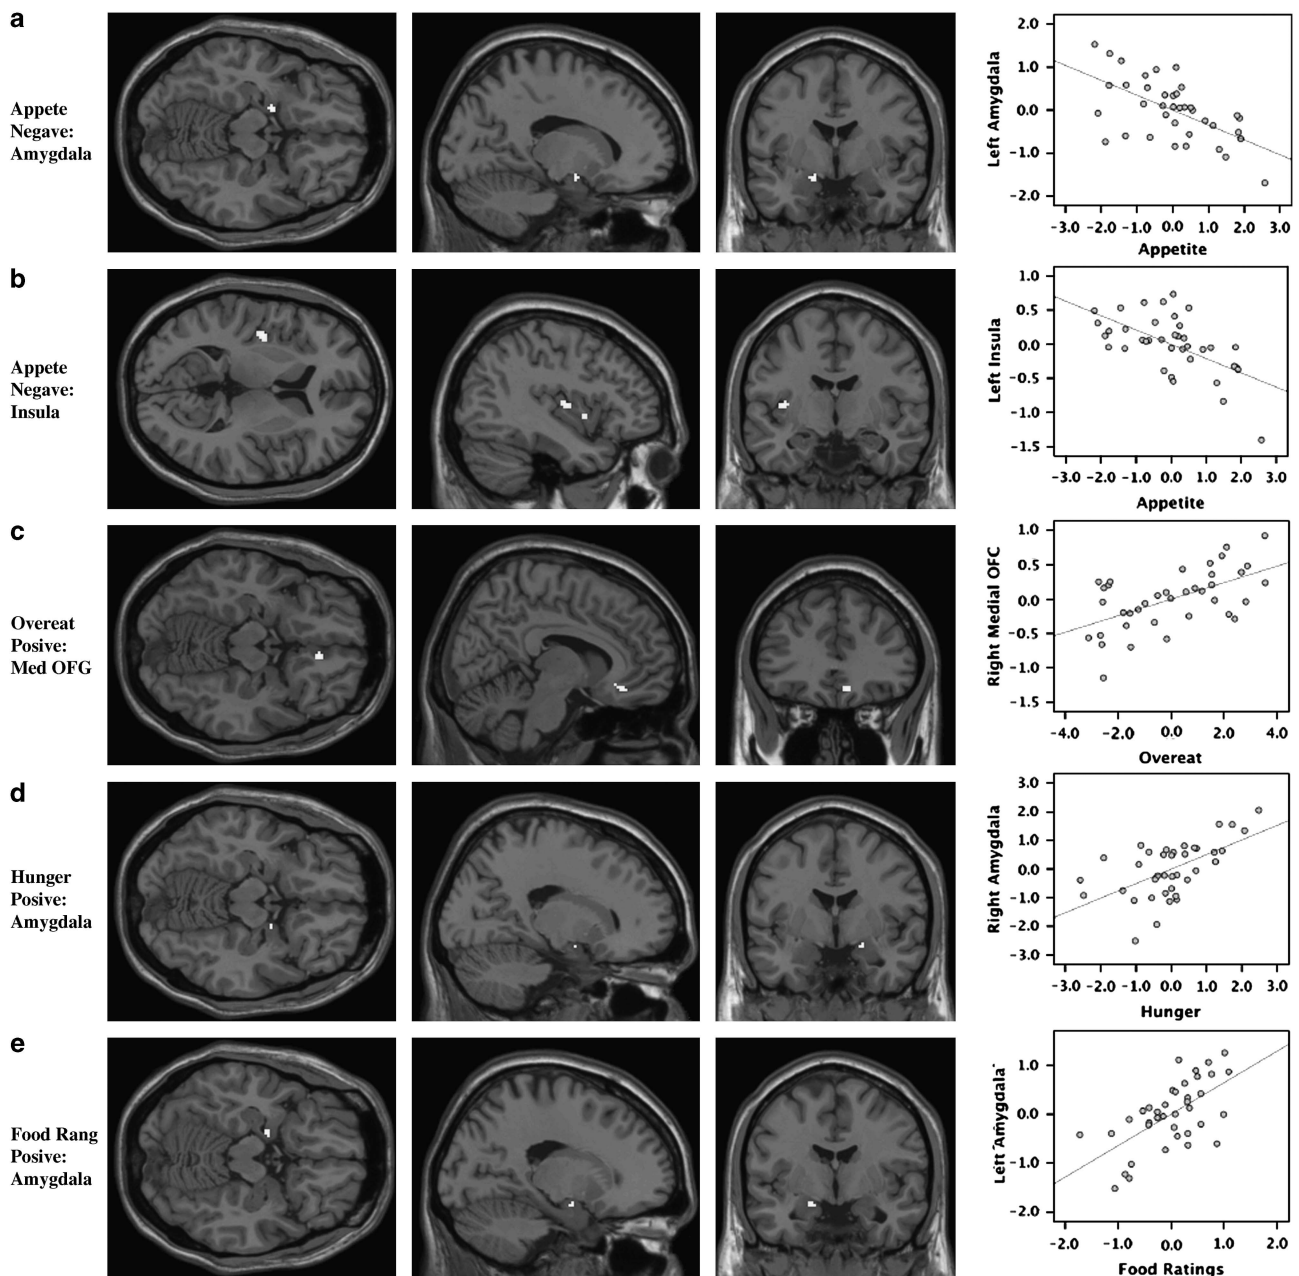 a
Appete
Negave:
Amygdala
2.0
1.0
0.0
-1.0
-2.0
Left Amygdala
-3.0 -2.0 -1.0 0.0 1.0 2.0 3.0
Appetite
b
Appete
Negave:
Insula
1.0
0.5
0.0
-0.5
-1.0
-1.5
Left Insula
-3.0 -2.0 -1.0 0.0 1.0 2.0 3.0
Appetite
c
Overeat
Posive:
Med OFG
1.0
0.5
0.0
-0.5
-1.0
-1.5
Right Medial OFC
-4.0 -2.0 0.0 2.0 4.0
Overeat
d
Hunger
Posive:
Amygdala
3.0
2.0
1.0
0.0
-1.0
-2.0
-3.0
Right Amygdala
-3.0 -2.0 -1.0 0.0 1.0 2.0 3.0
Hunger
e
Food Rang
Posive:
Amygdala
1.0
0.0
-1.0
-2.0
Left Amygdala
-2.0 -1.0 0.0 1.0 2.0
Food Ratings